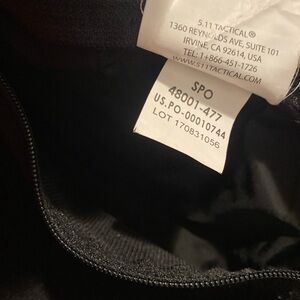 5.11 TACTICAL®
1360 REYNOLDS AVE, SUITE 101
IRVINE, CA 92614, USA
TEL: +1-866-451-1726
WWW.511TACTICAL.COM
SPO
48001-477
US.PO-00010744
LOT 170831056